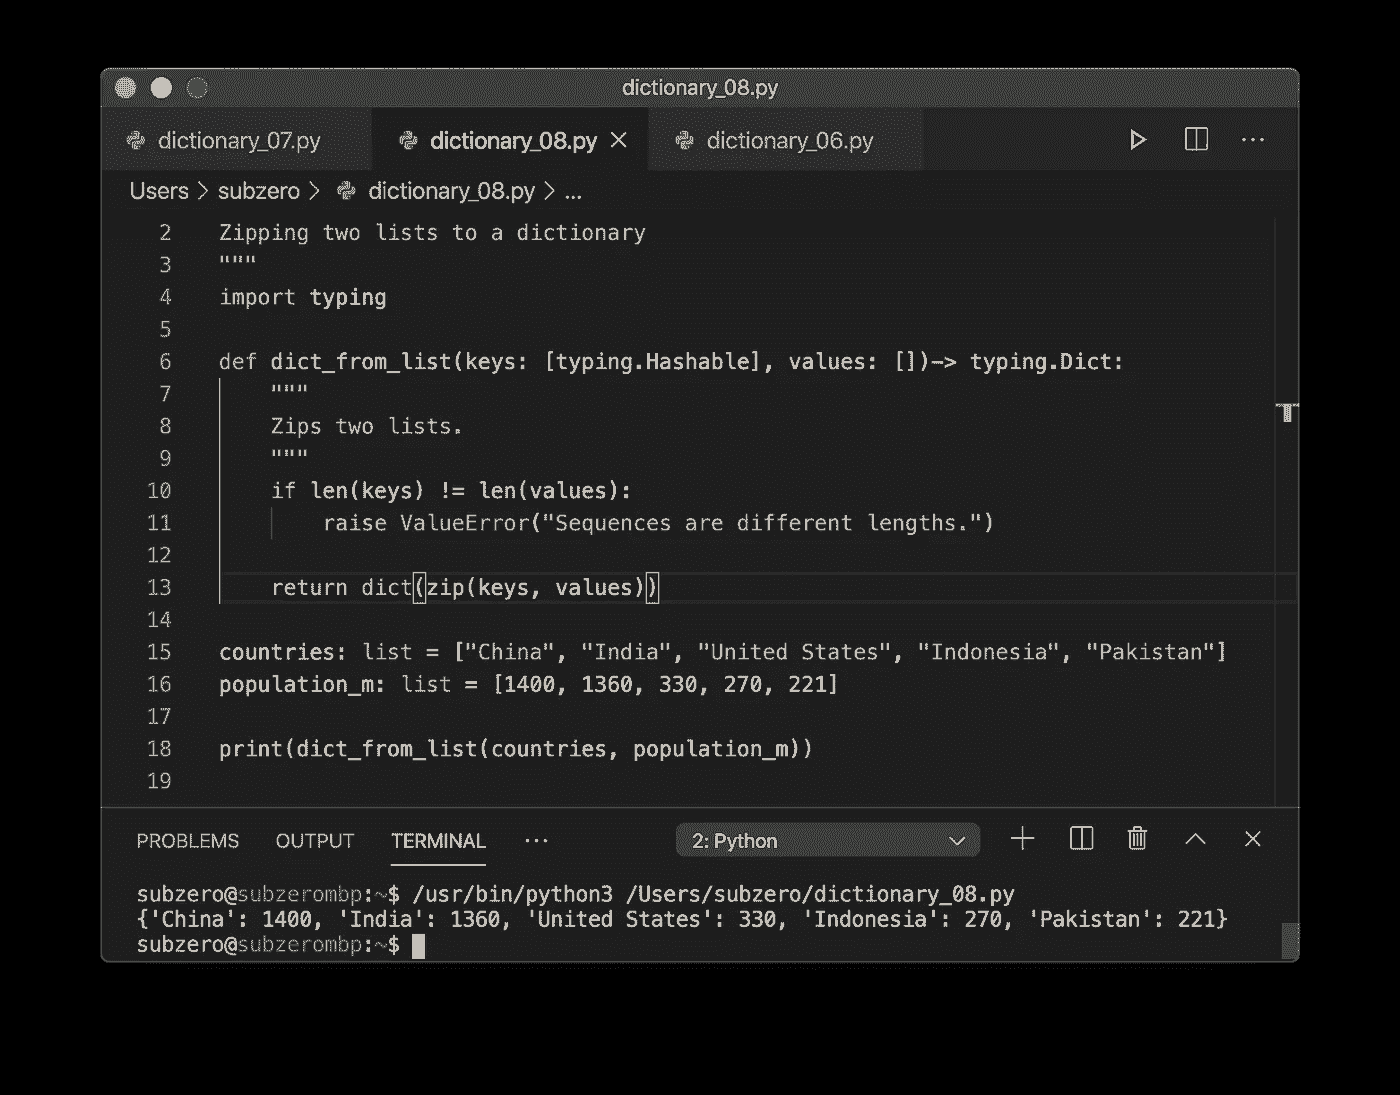 dictionary_08.py
dictionary_07.py
dictionary_08.py
dictionary_06.py
Users > subzero > dictionary_08.py > ...
2 Zipping two lists to a dictionary
3 """
4 import typing
5
6 def dict_from_list(keys: [typing.Hashable], values: [])-> typing.Dict:
7 """
8 Zips two lists.
9 """
10 if len(keys) != len(values):
11 raise ValueError("Sequences are different lengths.")
12
13 return dict(zip(keys, values))
14
15 countries: list = ["China", "India", "United States", "Indonesia", "Pakistan"]
16 population_m: list = [1400, 1360, 330, 270, 221]
17
18 print(dict_from_list(countries, population_m))
19
PROBLEMS OUTPUT TERMINAL ... 2: Python
subzero@subzerombp:~$ /usr/bin/python3 /Users/subzero/dictionary_08.py
{'China': 1400, 'India': 1360, 'United States': 330, 'Indonesia': 270, 'Pakistan': 221}
subzero@subzerombp:~$